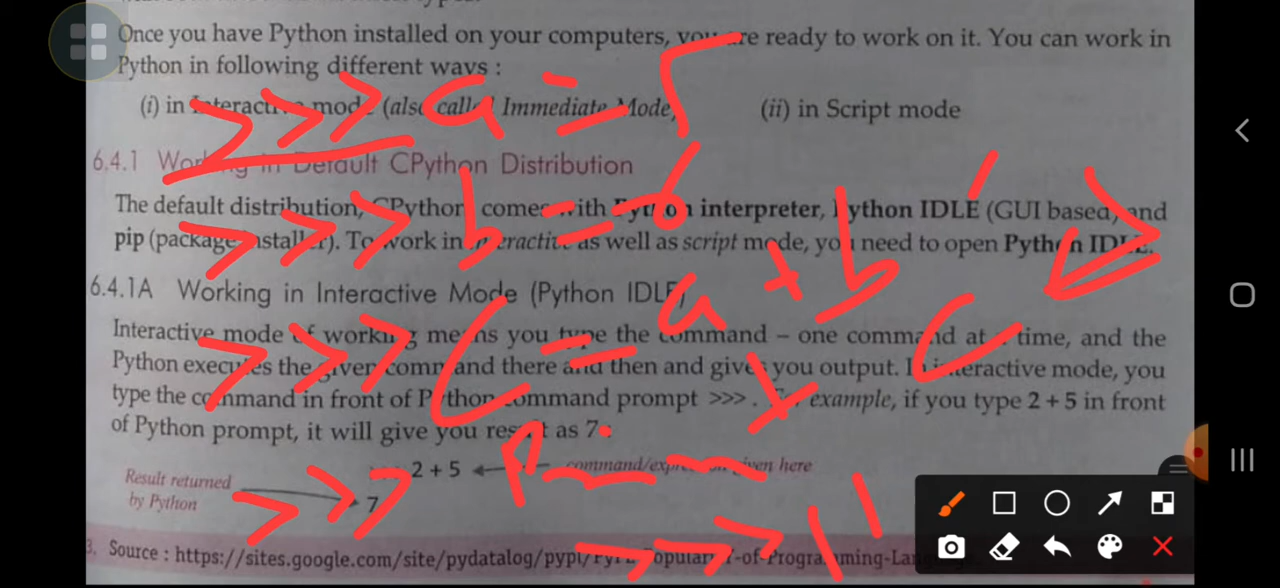 Once you have Python installed on your computers, you are ready to work on it. You can work in
Python in following different ways :
(i) in Interactive mode (also called Immediate Mode) (ii) in Script mode
>>> a = 5
6.4.1 Working in Default CPython Distribution
The default distribution, CPython comes with Python interpreter, Python IDLE (GUI based) and
pip (package installer). To work in interactive as well as script mode, you need to open Python IDLE.
>>> b = 6
6.4.1A Working in Interactive Mode (Python IDLE)
Interactive mode of working means you type the command – one command at a time, and the
Python executes the given command there and then and gives you output. In interactive mode, you
type the command in front of Python command prompt >>> . For example, if you type 2 + 5 in front
of Python prompt, it will give you result as 7 :
>>> c = a + b
2 + 5 command/expression given here
Result returned
by Python
7
>>>
>>> 11
3. Source : https://sites.google.com/site/pydatalog/pypl/PyPL-Popularity-of-Programming-Language